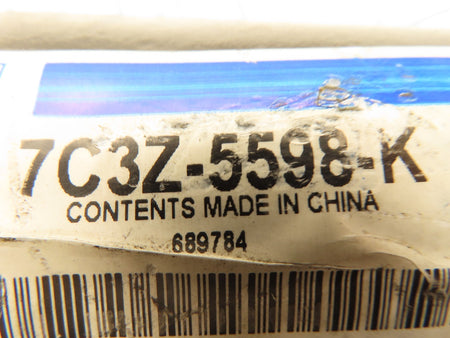 7C3Z-5598-K
CONTENTS MADE IN CHINA
689784